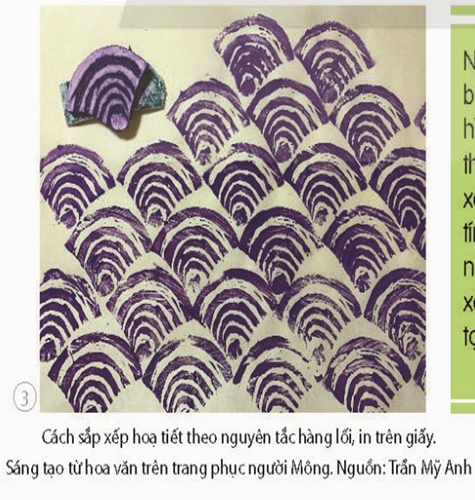 3
Cách sắp xếp hoạ tiết theo nguyên tắc hàng lối, in trên giấy.
Sáng tạo từ hoa văn trên trang phục người Mông. Nguồn: Trần Mỹ Anh